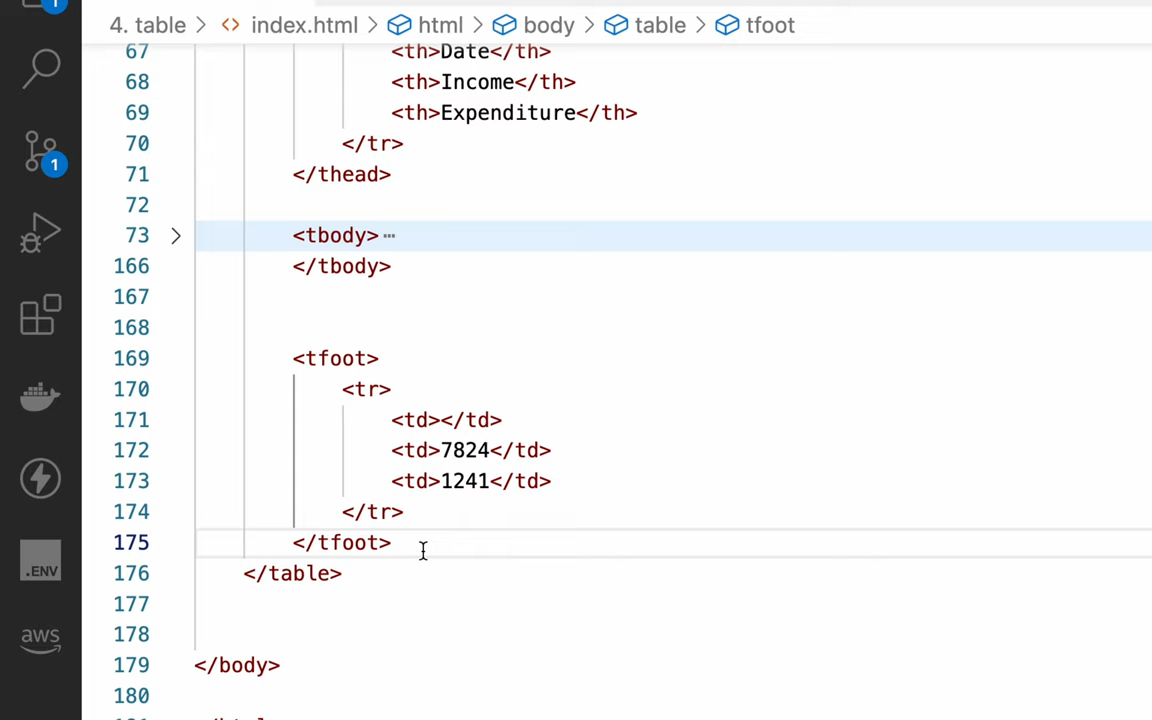 1
4. table > <> index.html > html > body > table > tfoot
67 <th>Date</th>
68 <th>Income</th>
69 <th>Expenditure</th>
70 </tr>
71 </thead>
72
73 <tbody>
166 </tbody>
167
168
169 <tfoot>
170 <tr>
171 <td></td>
172 <td>7824</td>
173 <td>1241</td>
174 </tr>
175 </tfoot>
176 </table>
177
178
179 </body>
180
1
.ENV
aws